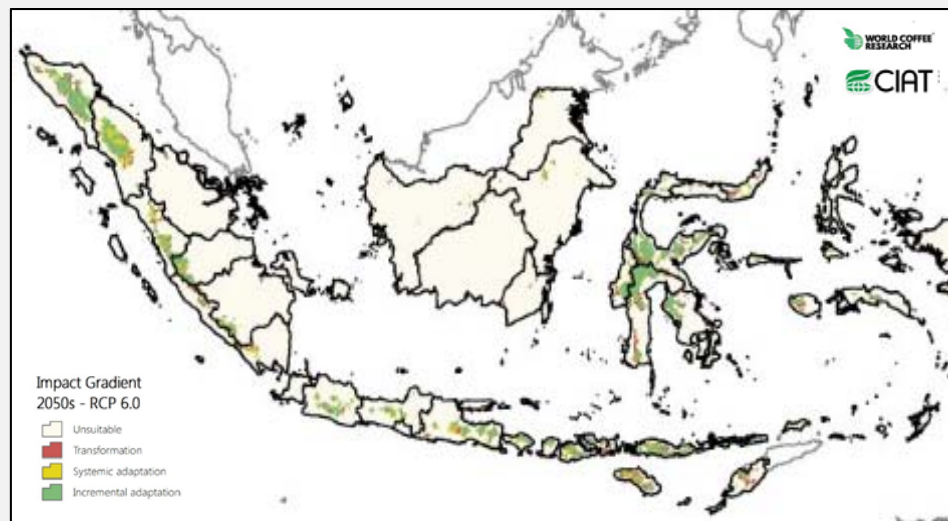 WORLD COFFEE
RESEARCH
CIAT
Impact Gradient
2050s - RCP 6.0
Unsuitable
Transformation
Systemic adaptation
Incremental adaptation